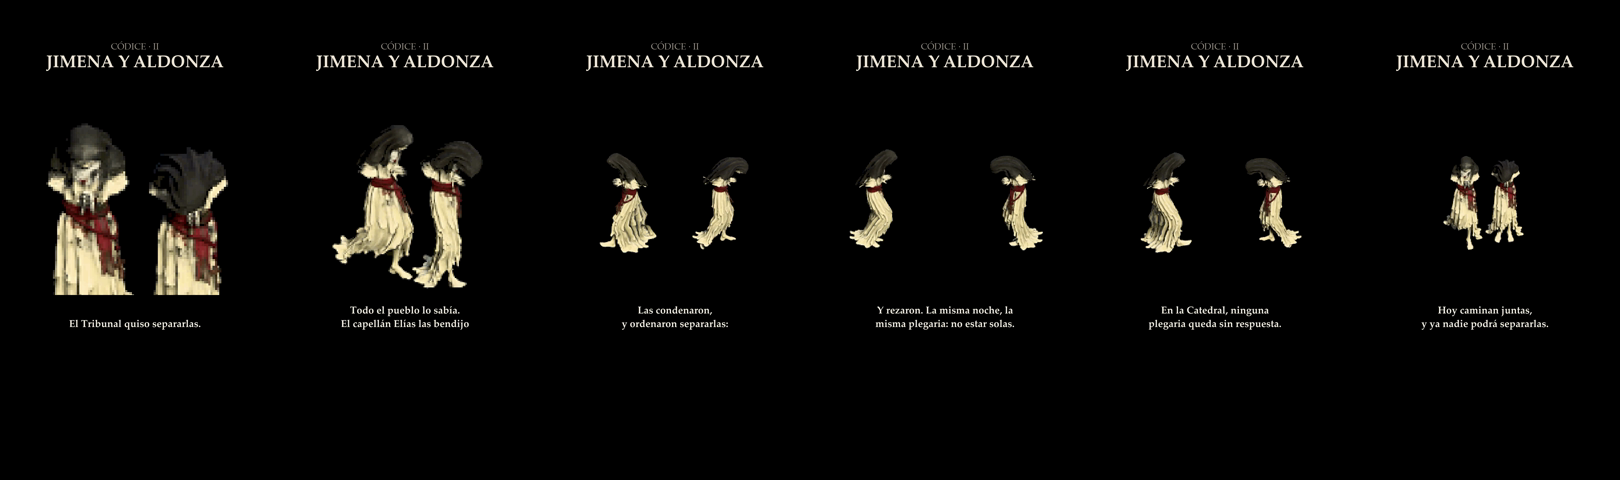 CÓDICE · II
JIMENA Y ALDONZA
El Tribunal quiso separarlas.
CÓDICE · II
JIMENA Y ALDONZA
Todo el pueblo lo sabía.
El capellán Elías las bendijo
CÓDICE · II
JIMENA Y ALDONZA
Las condenaron,
y ordenaron separarlas:
CÓDICE · II
JIMENA Y ALDONZA
Y rezaron. La misma noche, la
misma plegaria: no estar solas.
CÓDICE · II
JIMENA Y ALDONZA
En la Catedral, ninguna
plegaria queda sin respuesta.
CÓDICE · II
JIMENA Y ALDONZA
Hoy caminan juntas,
y ya nadie podrá separarlas.